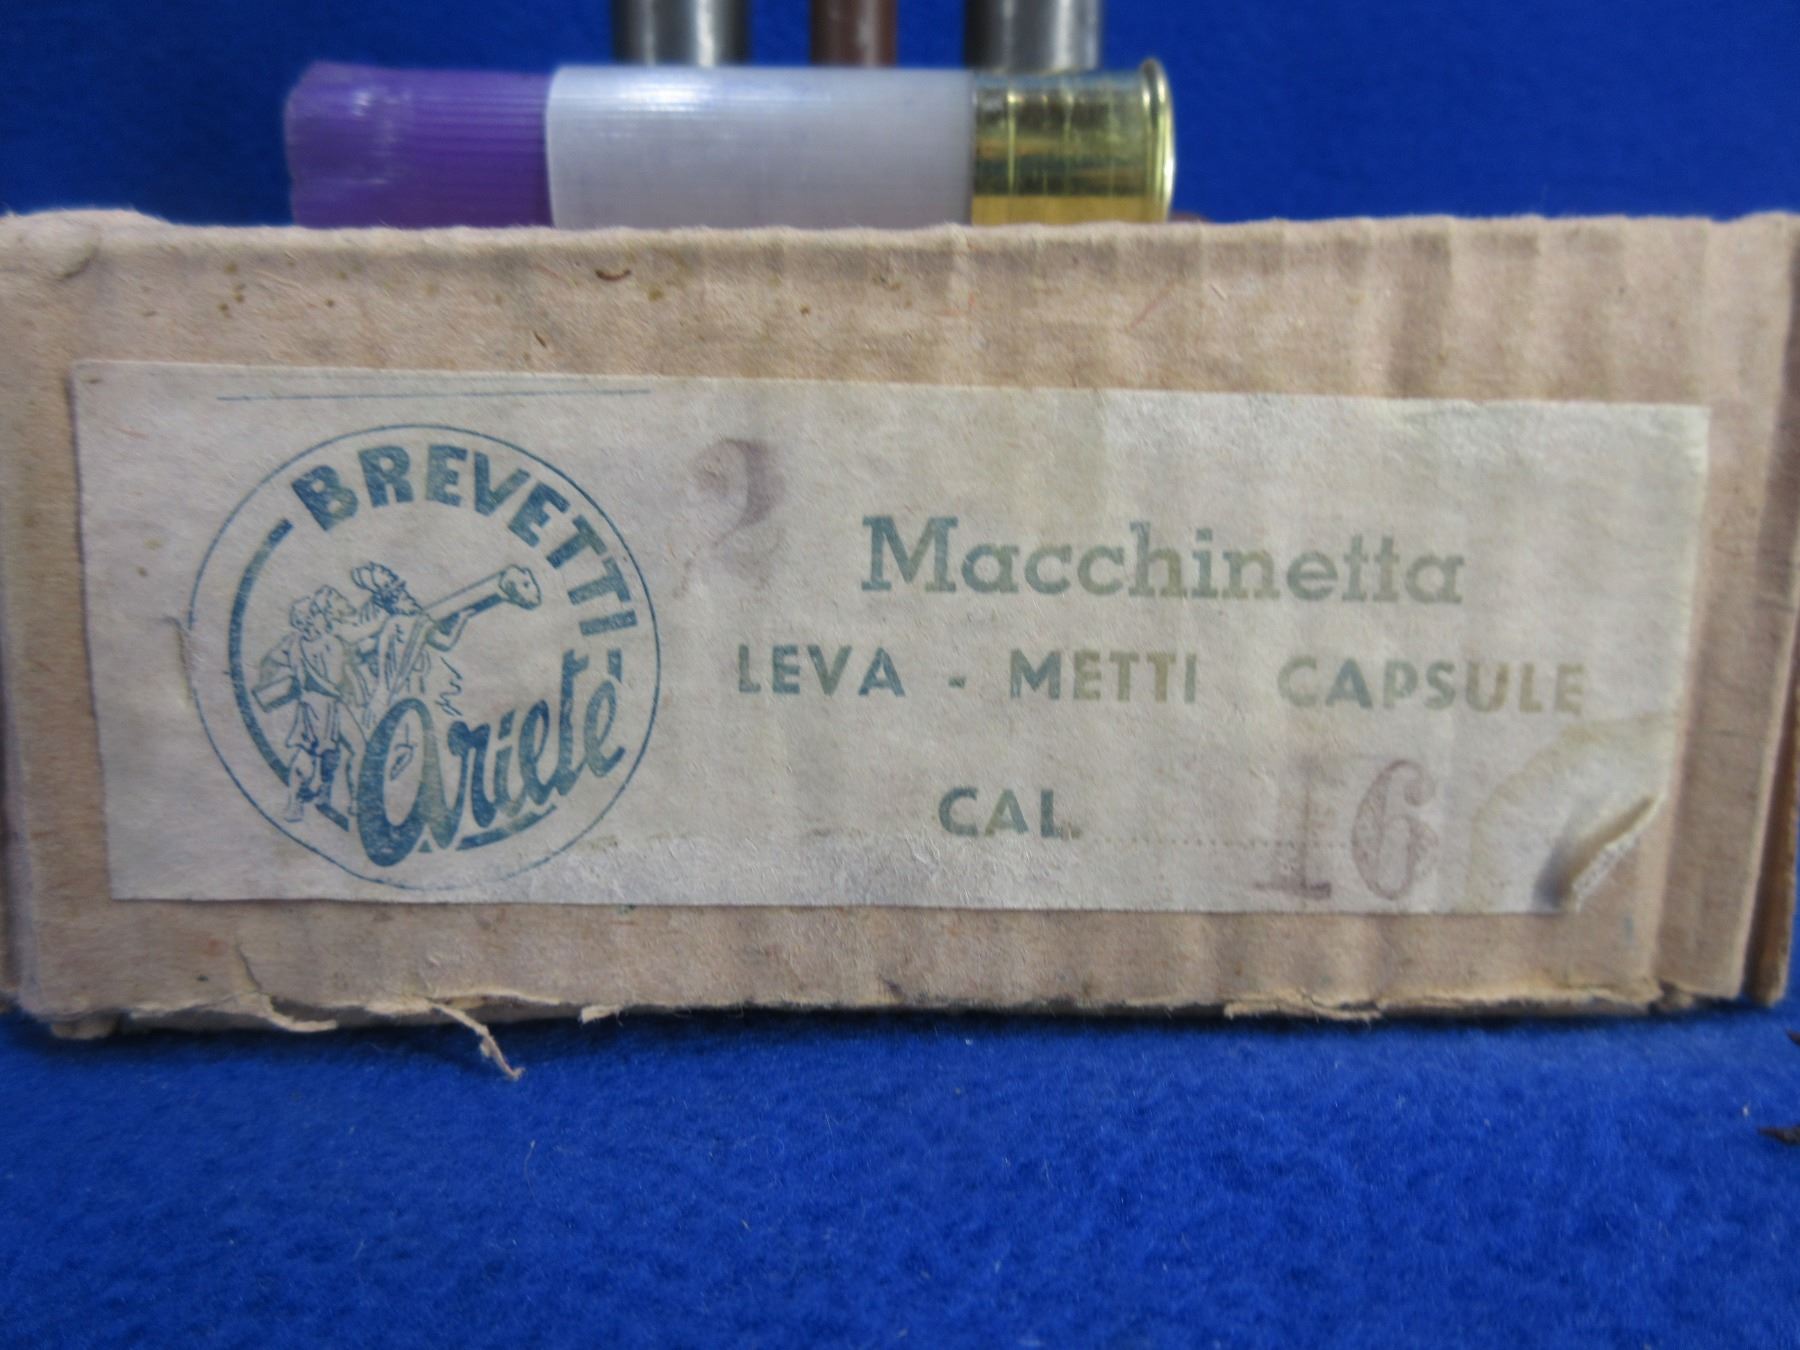 BREVETTI
Ariete
2 Macchinetta
LEVA - METTI CAPSULE
CAL. 16